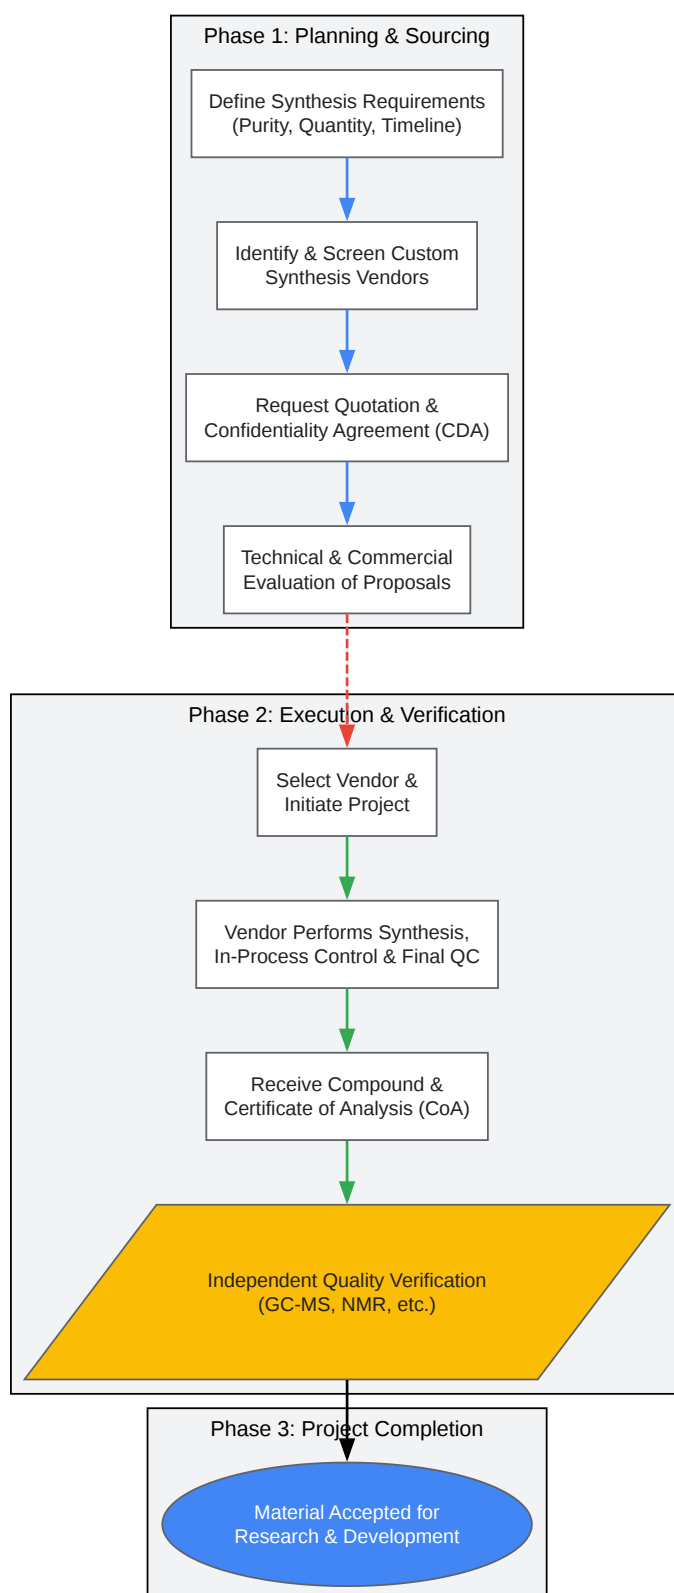 Phase 1: Planning & Sourcing
Define Synthesis Requirements
(Purity, Quantity, Timeline)
Identify & Screen Custom
Synthesis Vendors
Request Quotation &
Confidentiality Agreement (CDA)
Technical & Commercial
Evaluation of Proposals
Phase 2: Execution & Verification
Select Vendor &
Initiate Project
Vendor Performs Synthesis,
In-Process Control & Final QC
Receive Compound &
Certificate of Analysis (CoA)
Independent Quality Verification
(GC-MS, NMR, etc.)
Phase 3: Project Completion
Material Accepted for
Research & Development